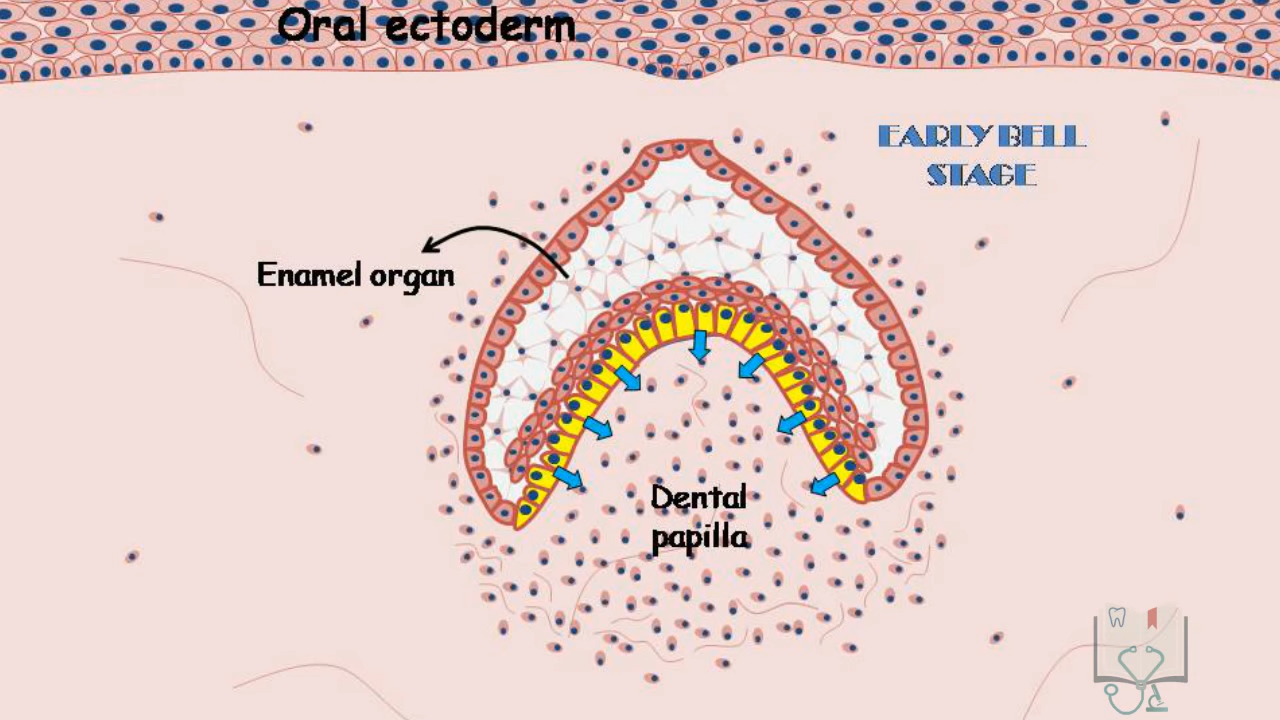 Oral ectoderm
EARLY BELL
STAGE
Enamel organ
Dental
papilla